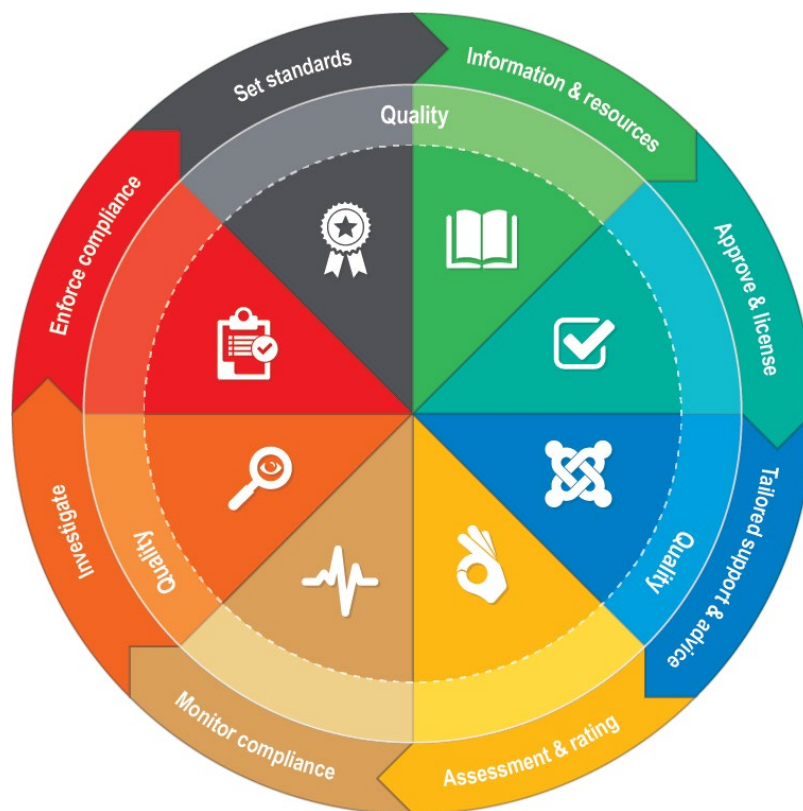 Set standards
Information & resources
Approve & license
Tailored support & advice
Assessment & rating
Monitor compliance
Investigate
Enforce compliance
Quality
Quality
Quality